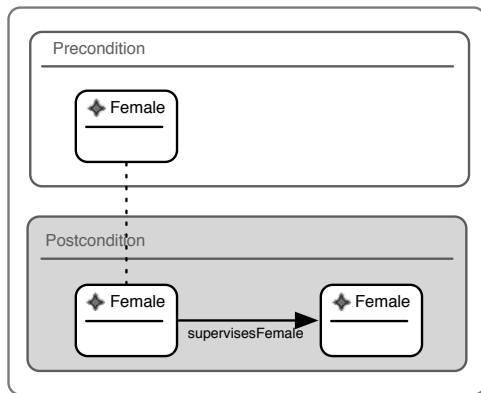 Precondition
Female
Postcondition
Female
Female
supervisesFemale